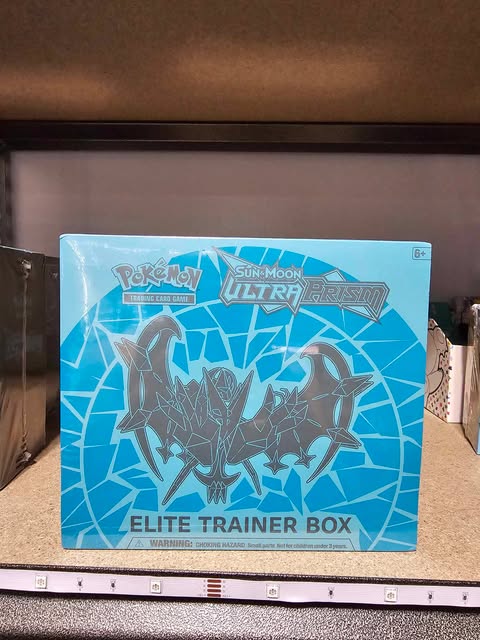 6+
POKéMON
TRADING CARD GAME
SUN & MOON
ULTRA PRISM
ELITE TRAINER BOX
WARNING: CHOKING HAZARD Small parts. Not for children under 3 years.